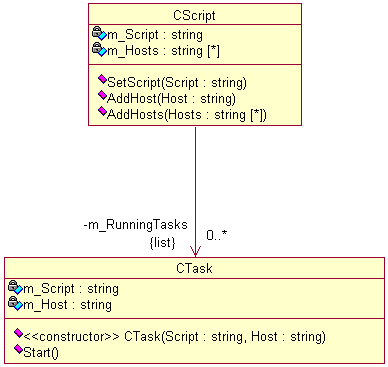 CScript
m_Script : string
m_Hosts : string [*]
SetScript(Script : string)
AddHost(Host : string)
AddHosts(Hosts : string [*])
-m_RunningTasks
{list} 0..*
CTask
m_Script : string
m_Host : string
<<constructor>> CTask(Script : string, Host : string)
Start()